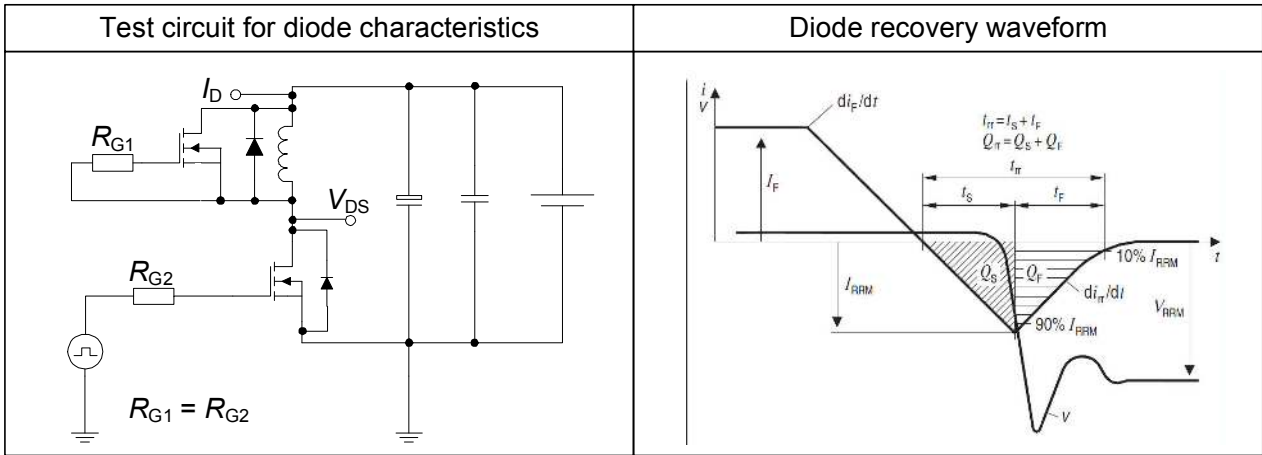 Test circuit for diode characteristics
Diode recovery waveform
I_D
R_G1
V_DS
R_G2
R_G1 = R_G2
i
V
di_F/dt
t_rr = t_S + t_F
Q_rr = Q_S + Q_F
t_rr
I_F
t_S
t_F
10% I_RRM
t
Q_S
Q_F
I_RRM
di_rr/dt
V_RRM
90% I_RRM
V